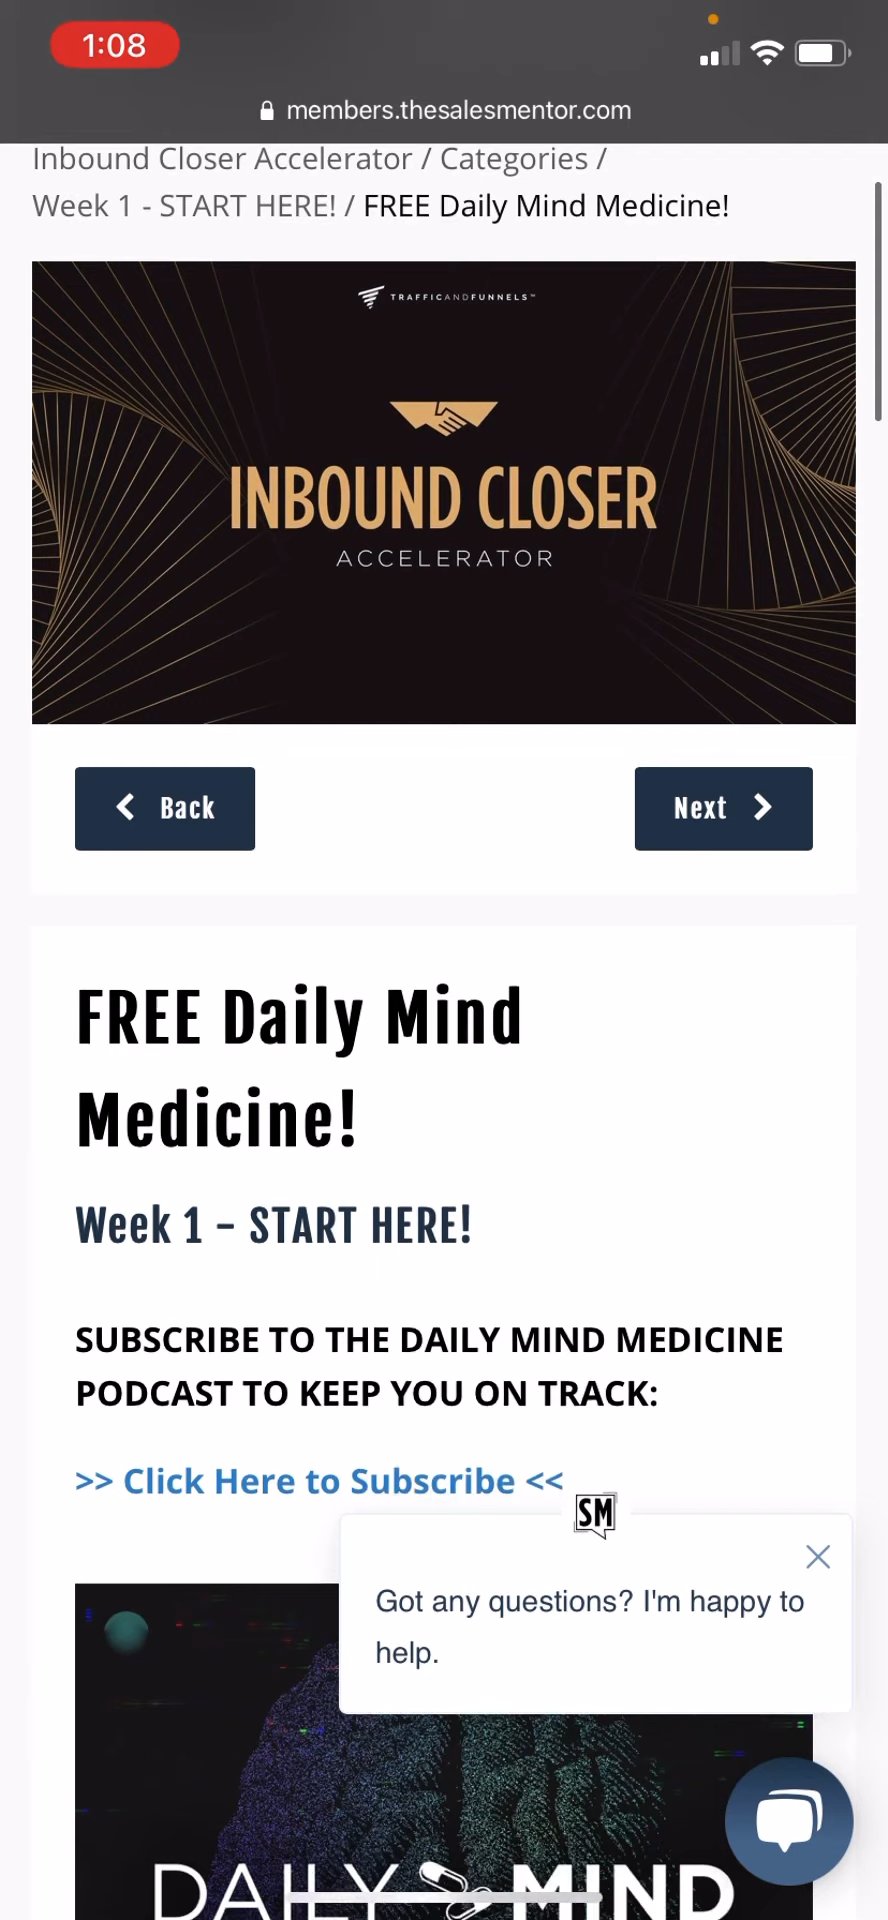 1:08
members.thesalesmentor.com
Inbound Closer Accelerator / Categories /
Week 1 - START HERE! / FREE Daily Mind Medicine!
TRAFFICANDFUNNELS™
INBOUND CLOSER
ACCELERATOR
Back
Next
FREE Daily Mind
Medicine!
Week 1 - START HERE!
SUBSCRIBE TO THE DAILY MIND MEDICINE
PODCAST TO KEEP YOU ON TRACK:
>> Click Here to Subscribe <<
SM
Got any questions? I'm happy to
help.
DAILY MIND